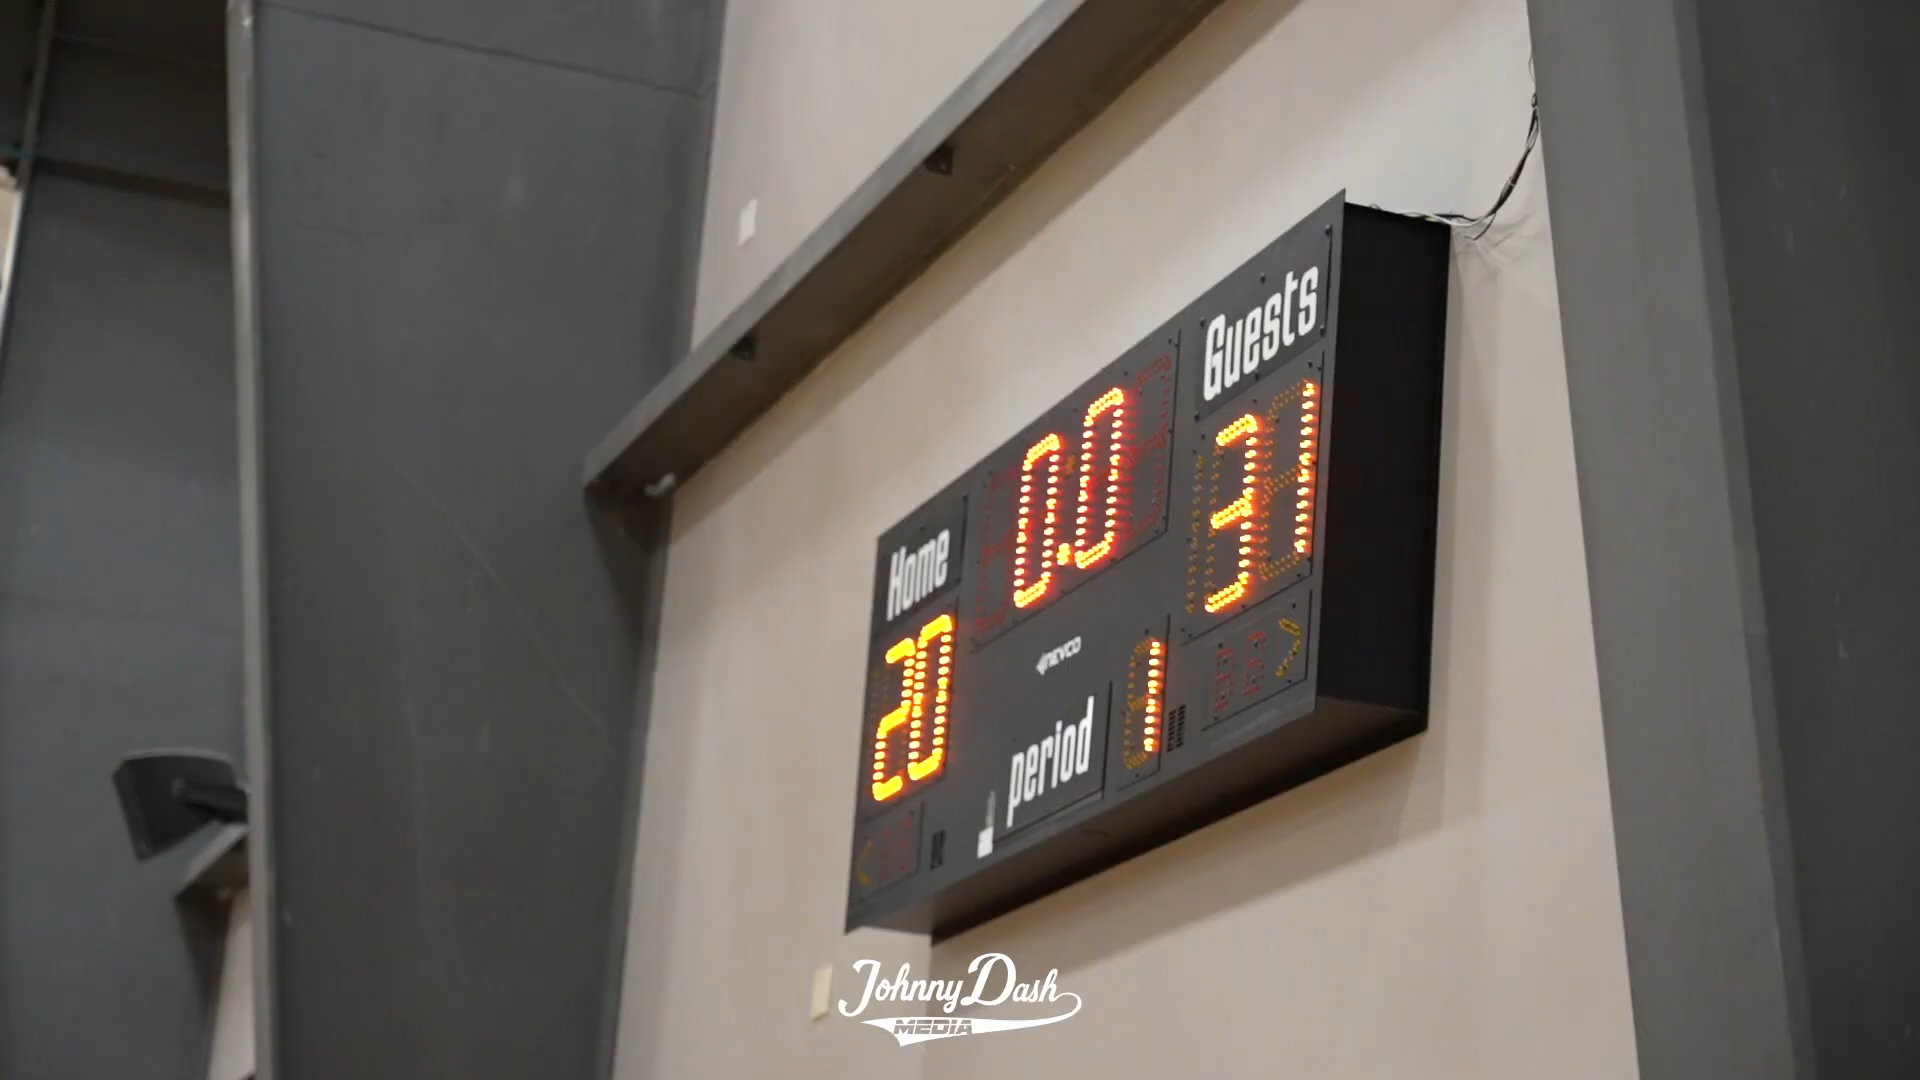 Home
Guests
0.0
20
31
NEVCO
period
1
Johnny Dash
MEDIA